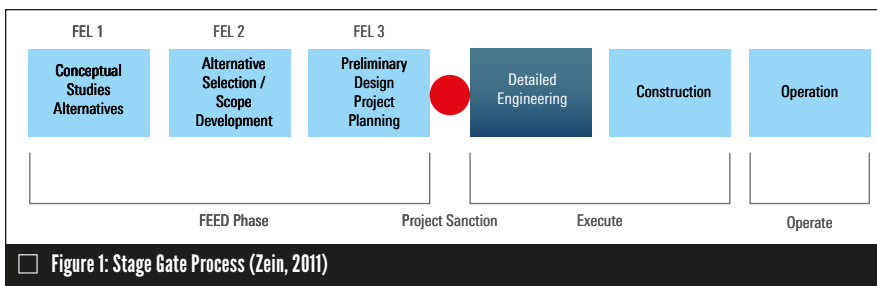 FEL 1
FEL 2
FEL 3
Conceptual
Studies
Alternatives
Alternative
Selection /
Scope
Development
Preliminary
Design
Project
Planning
Detailed
Engineering
Construction
Operation
FEED Phase
Project Sanction
Execute
Operate
Figure 1: Stage Gate Process (Zein, 2011)